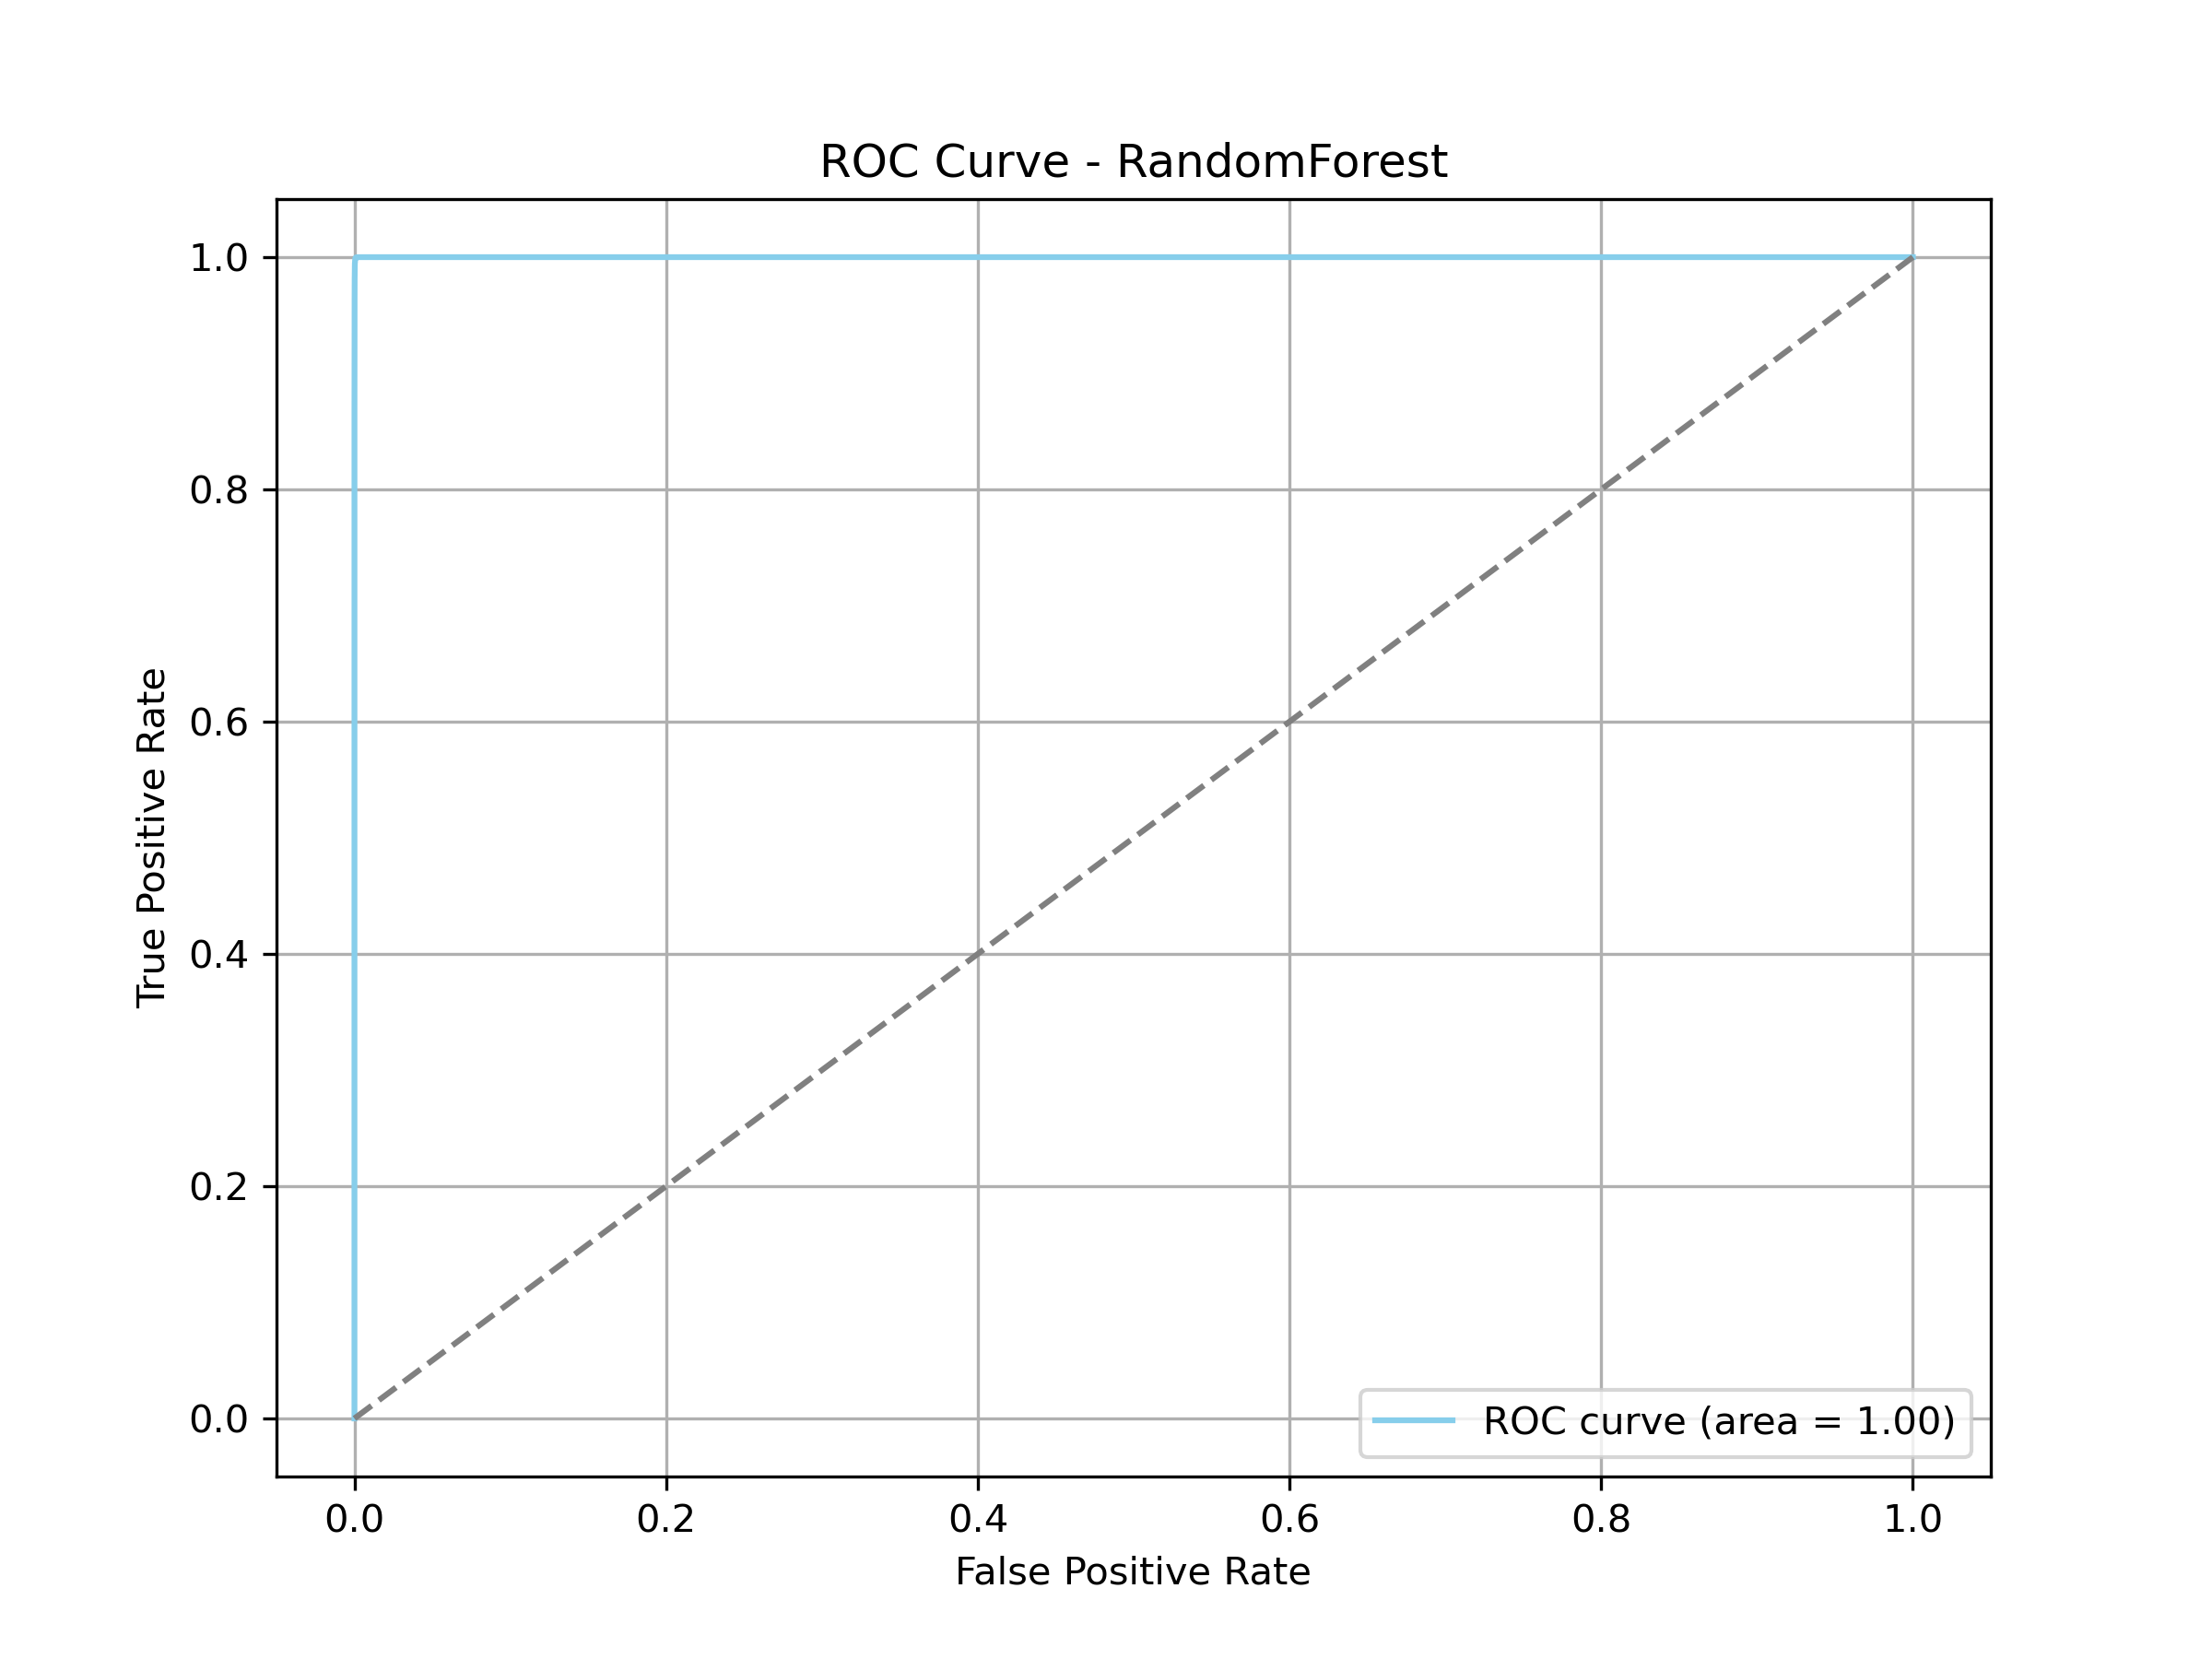 ROC Curve - RandomForest
True Positive Rate
1.0
0.8
0.6
0.4
0.2
0.0
ROC curve (area = 1.00)
0.0 0.2 0.4 0.6 0.8 1.0
False Positive Rate